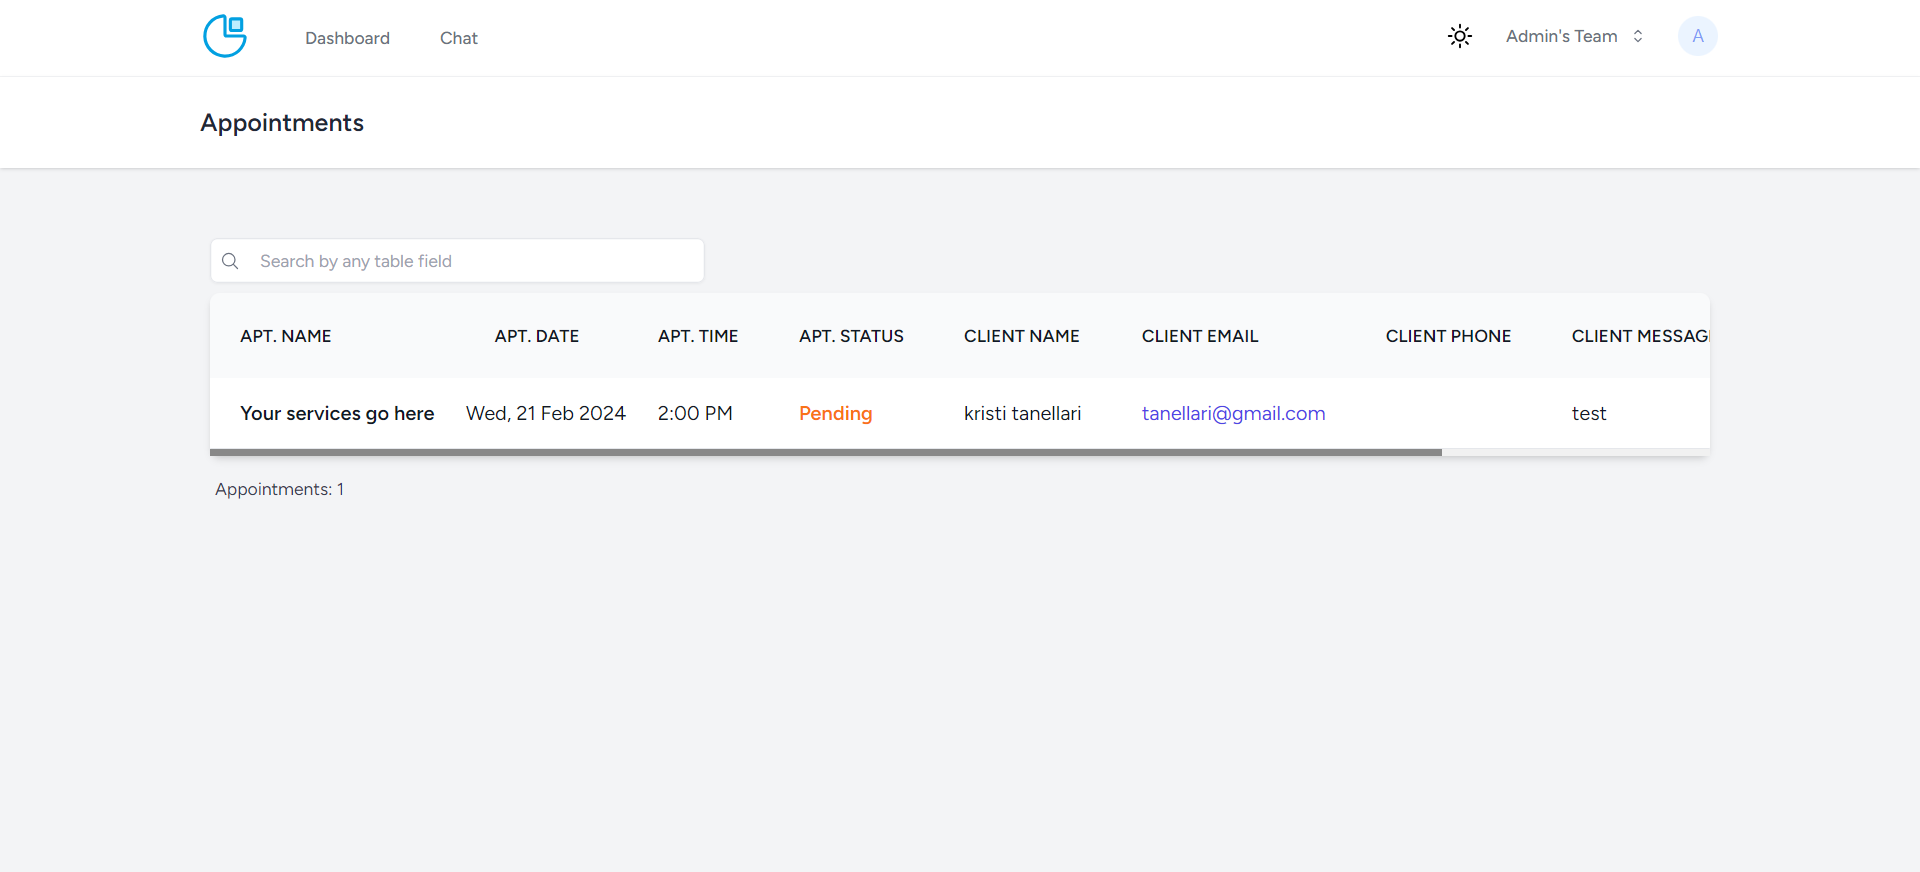 Dashboard Chat Admin's Team A
Appointments
Search by any table field
APT. NAME APT. DATE APT. TIME APT. STATUS CLIENT NAME CLIENT EMAIL CLIENT PHONE CLIENT MESSAG
Your services go here Wed, 21 Feb 2024 2:00 PM Pending kristi tanellari tanellari@gmail.com test
Appointments: 1